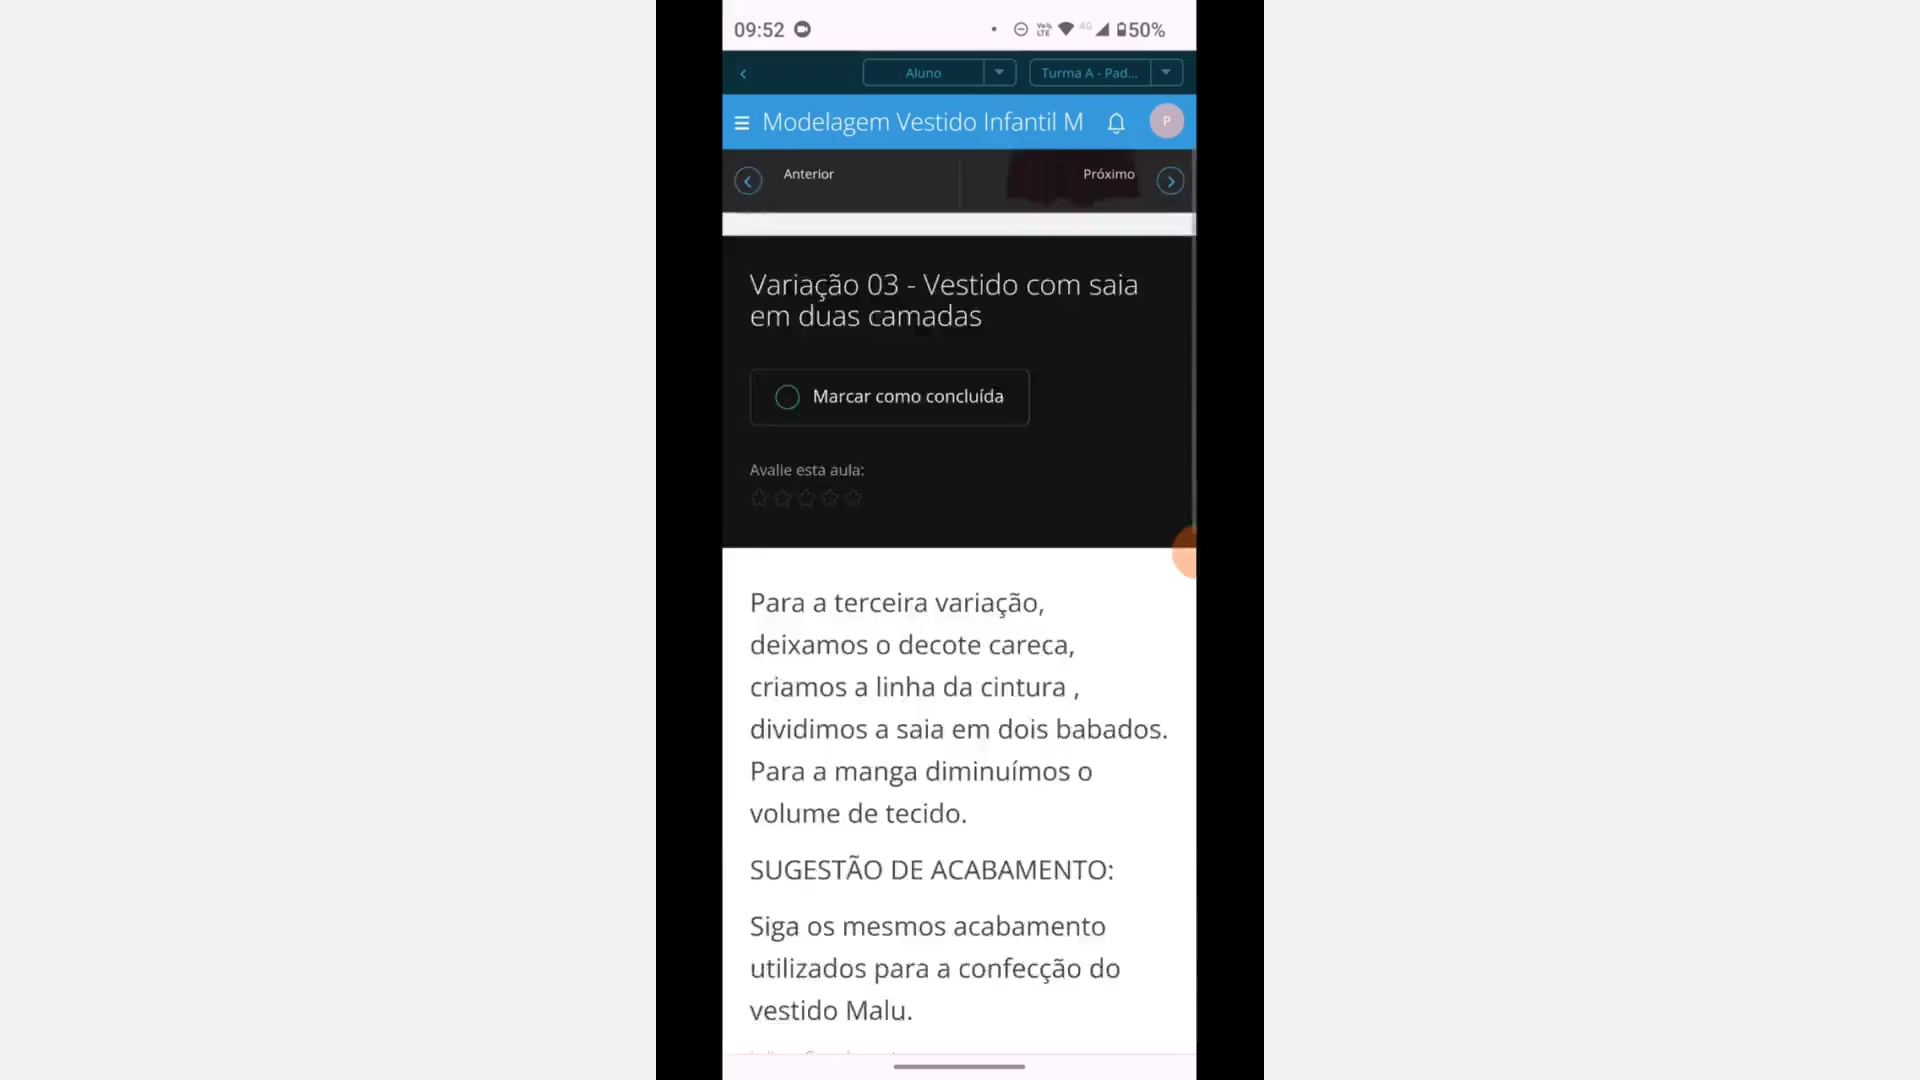 09:52
Vo) LTE 4G 50%
Aluno
Turma A - Pad...
Modelagem Vestido Infantil M
P
Anterior
Próximo
Variação 03 - Vestido com saia
em duas camadas
Marcar como concluída
Avalie esta aula:
Para a terceira variação,
deixamos o decote careca,
criamos a linha da cintura ,
dividimos a saia em dois babados.
Para a manga diminuímos o
volume de tecido.
SUGESTÃO DE ACABAMENTO:
Siga os mesmos acabamento
utilizados para a confecção do
vestido Malu.